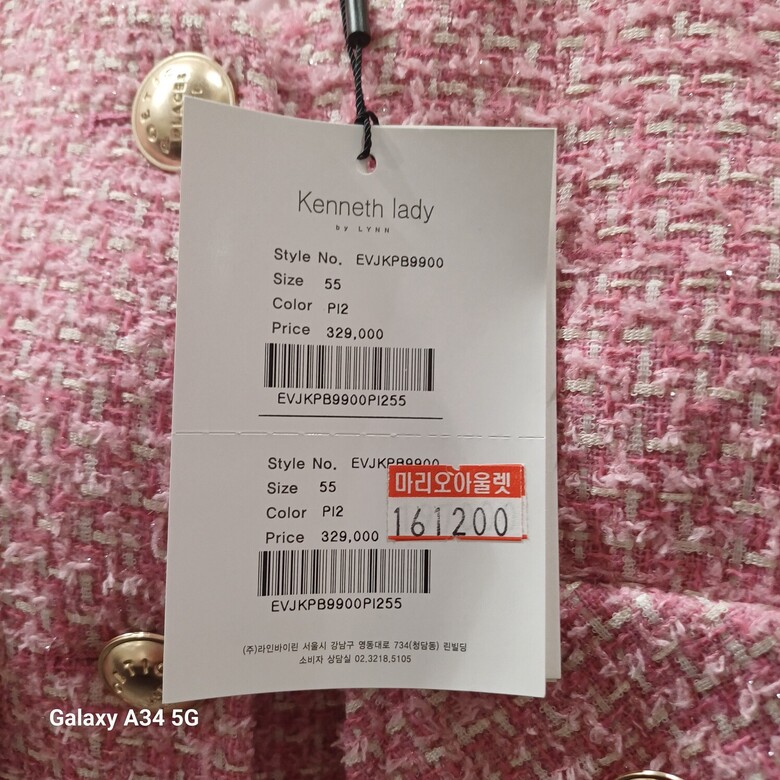 Kenneth lady
by LYNN
Style No. EVJKPB9900
Size 55
Color PI2
Price 329,000
EVJKPB9900PI255
Style No. EVJKPB9900
Size 55
Color PI2
Price 329,000
마리오아울렛
161200
EVJKPB9900PI255
(주)라인바이린 서울시 강남구 영동대로 734(청담동) 린빌딩
소비자 상담실 02.3218.5105
Galaxy A34 5G